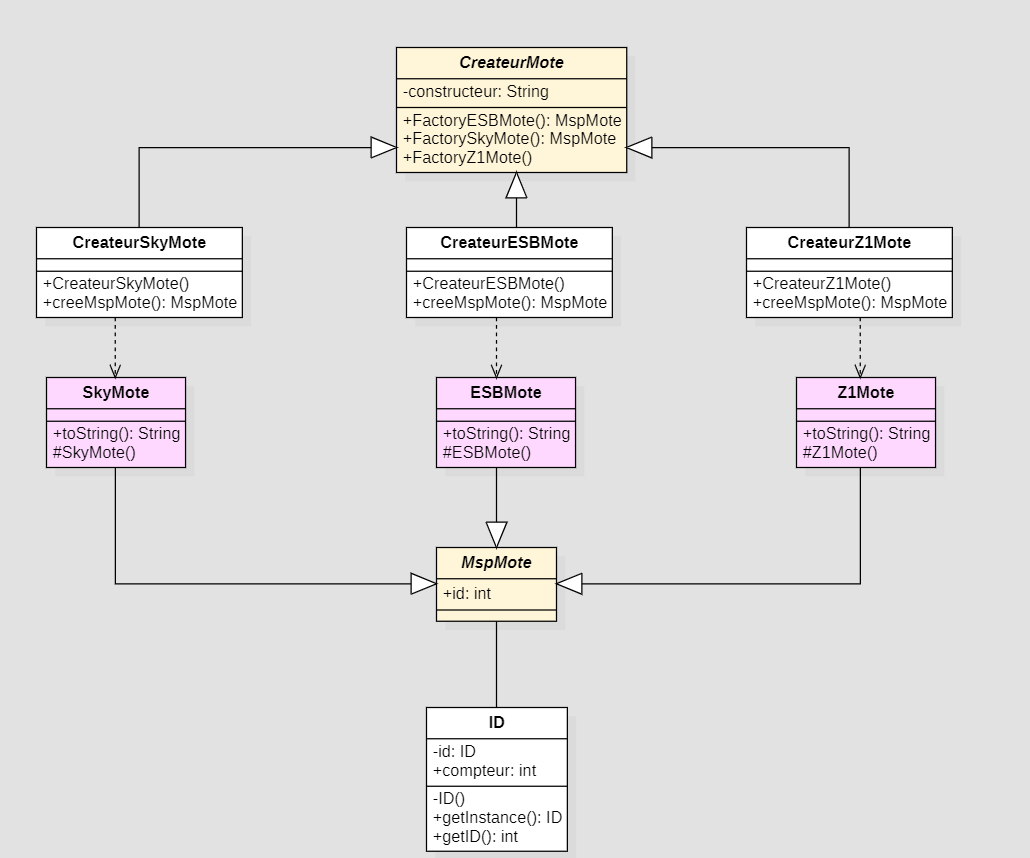 CreateurMote
-constructeur: String
+FactoryESBMote(): MspMote
+FactorySkyMote(): MspMote
+FactoryZ1Mote()
CreateurSkyMote
+CreateurSkyMote()
+creeMspMote(): MspMote
CreateurESBMote
+CreateurESBMote()
+creeMspMote(): MspMote
CreateurZ1Mote
+CreateurZ1Mote()
+creeMspMote(): MspMote
SkyMote
+toString(): String
#SkyMote()
ESBMote
+toString(): String
#ESBMote()
Z1Mote
+toString(): String
#Z1Mote()
MspMote
+id: int
ID
-id: ID
+compteur: int
-ID()
+getInstance(): ID
+getID(): int